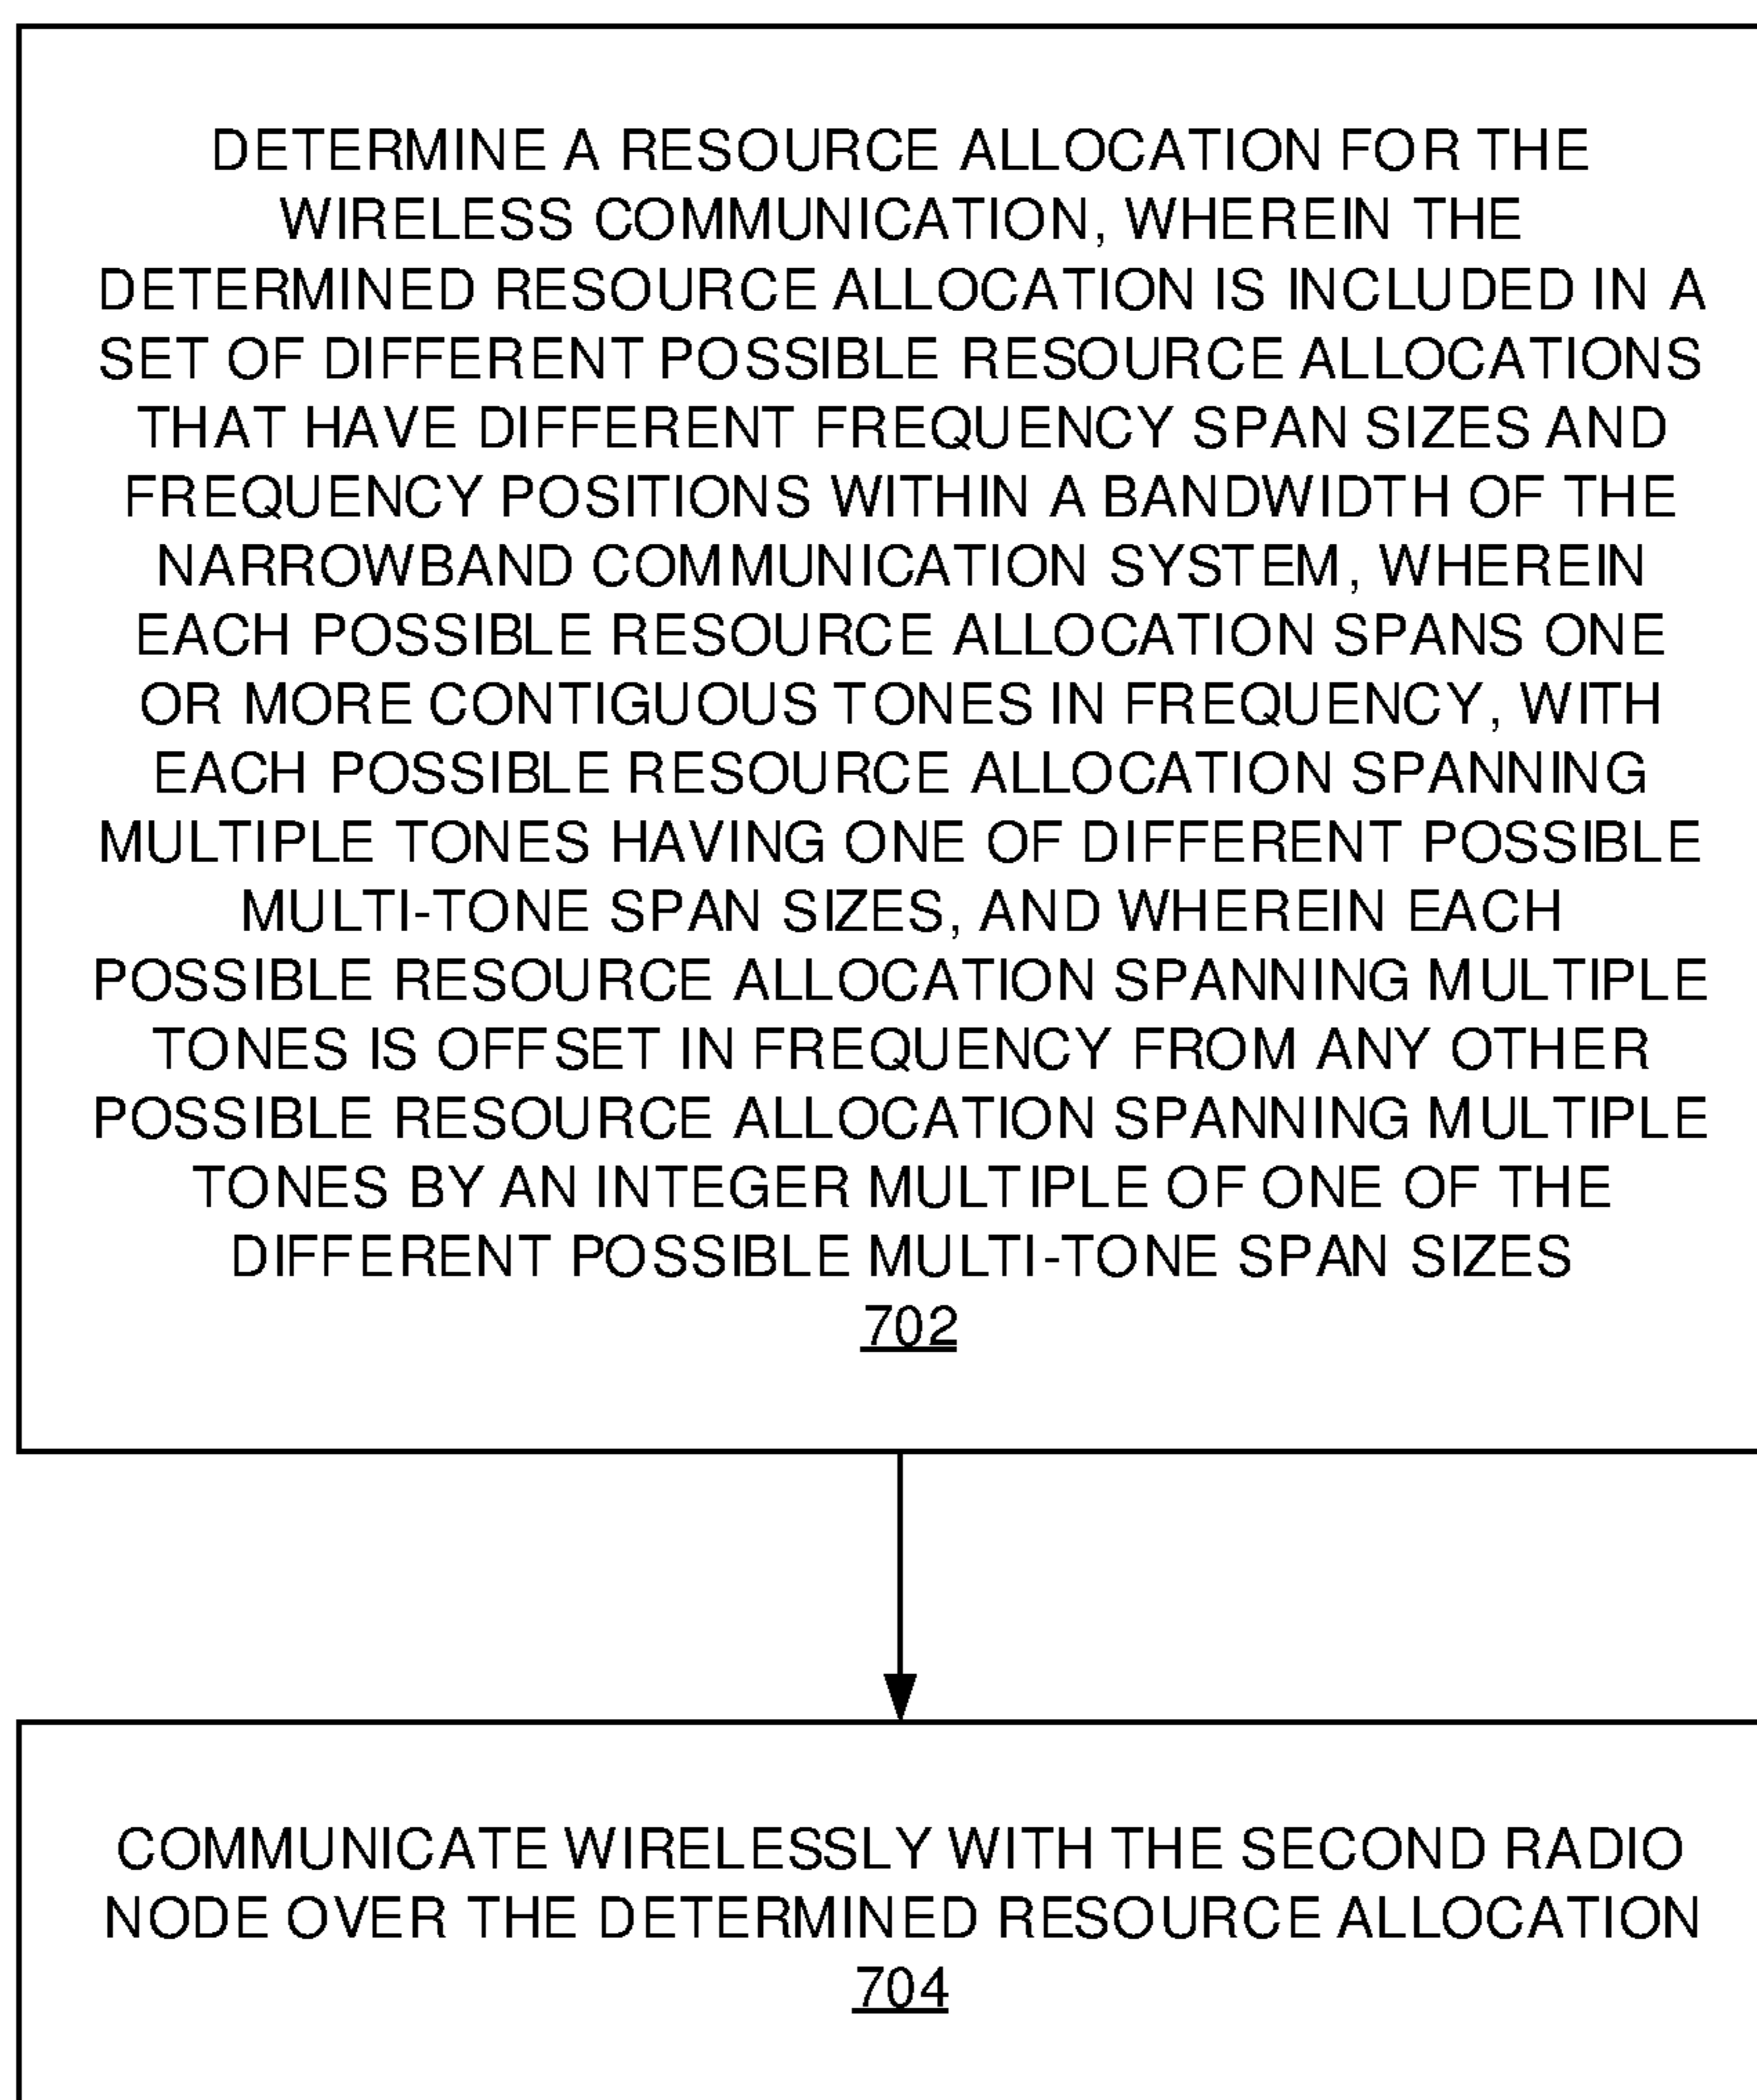 DETERMINE A RESOURCE ALLOCATION FOR THE
WIRELESS COMMUNICATION, WHEREIN THE
DETERMINED RESOURCE ALLOCATION IS INCLUDED IN A
SET OF DIFFERENT POSSIBLE RESOURCE ALLOCATIONS
THAT HAVE DIFFERENT FREQUENCY SPAN SIZES AND
FREQUENCY POSITIONS WITHIN A BANDWIDTH OF THE
NARROWBAND COMMUNICATION SYSTEM, WHEREIN
EACH POSSIBLE RESOURCE ALLOCATION SPANS ONE
OR MORE CONTIGUOUS TONES IN FREQUENCY, WITH
EACH POSSIBLE RESOURCE ALLOCATION SPANNING
MULTIPLE TONES HAVING ONE OF DIFFERENT POSSIBLE
MULTI-TONE SPAN SIZES, AND WHEREIN EACH
POSSIBLE RESOURCE ALLOCATION SPANNING MULTIPLE
TONES IS OFFSET IN FREQUENCY FROM ANY OTHER
POSSIBLE RESOURCE ALLOCATION SPANNING MULTIPLE
TONES BY AN INTEGER MULTIPLE OF ONE OF THE
DIFFERENT POSSIBLE MULTI-TONE SPAN SIZES
702
COMMUNICATE WIRELESSLY WITH THE SECOND RADIO
NODE OVER THE DETERMINED RESOURCE ALLOCATION
704